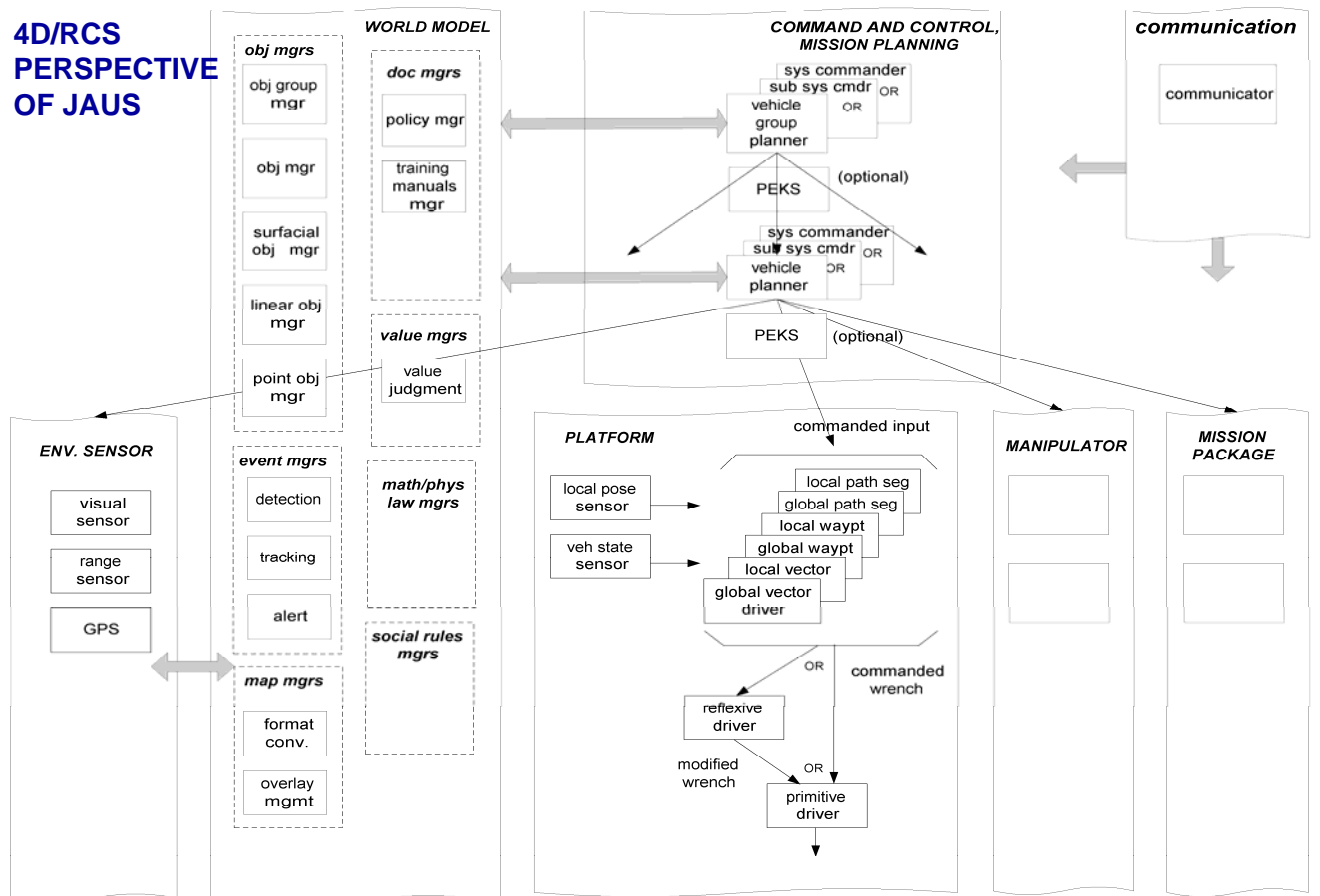 4D/RCS
PERSPECTIVE
OF JAUS
WORLD MODEL
obj mgrs
obj group
mgr
obj mgr
surfacial
obj mgr
linear obj
mgr
point obj
mgr
doc mgrs
policy mgr
training
manuals
mgr
value mgrs
value
judgment
event mgrs
detection
tracking
alert
math/phys
law mgrs
social rules
mgrs
map mgrs
format
conv.
overlay
mgmt
COMMAND AND CONTROL,
MISSION PLANNING
sys commander
sub sys cmdr
OR
vehicle
group
planner
OR
PEKS
(optional)
sys commander
sub sys cmdr
OR
vehicle
planner
OR
PEKS
(optional)
communication
communicator
ENV. SENSOR
visual
sensor
range
sensor
GPS
PLATFORM
commanded input
local pose
sensor
veh state
sensor
local path seg
global path seg
local waypt
global waypt
local vector
global vector
driver
OR
commanded
wrench
reflexive
driver
modified
wrench
OR
primitive
driver
MANIPULATOR
MISSION
PACKAGE